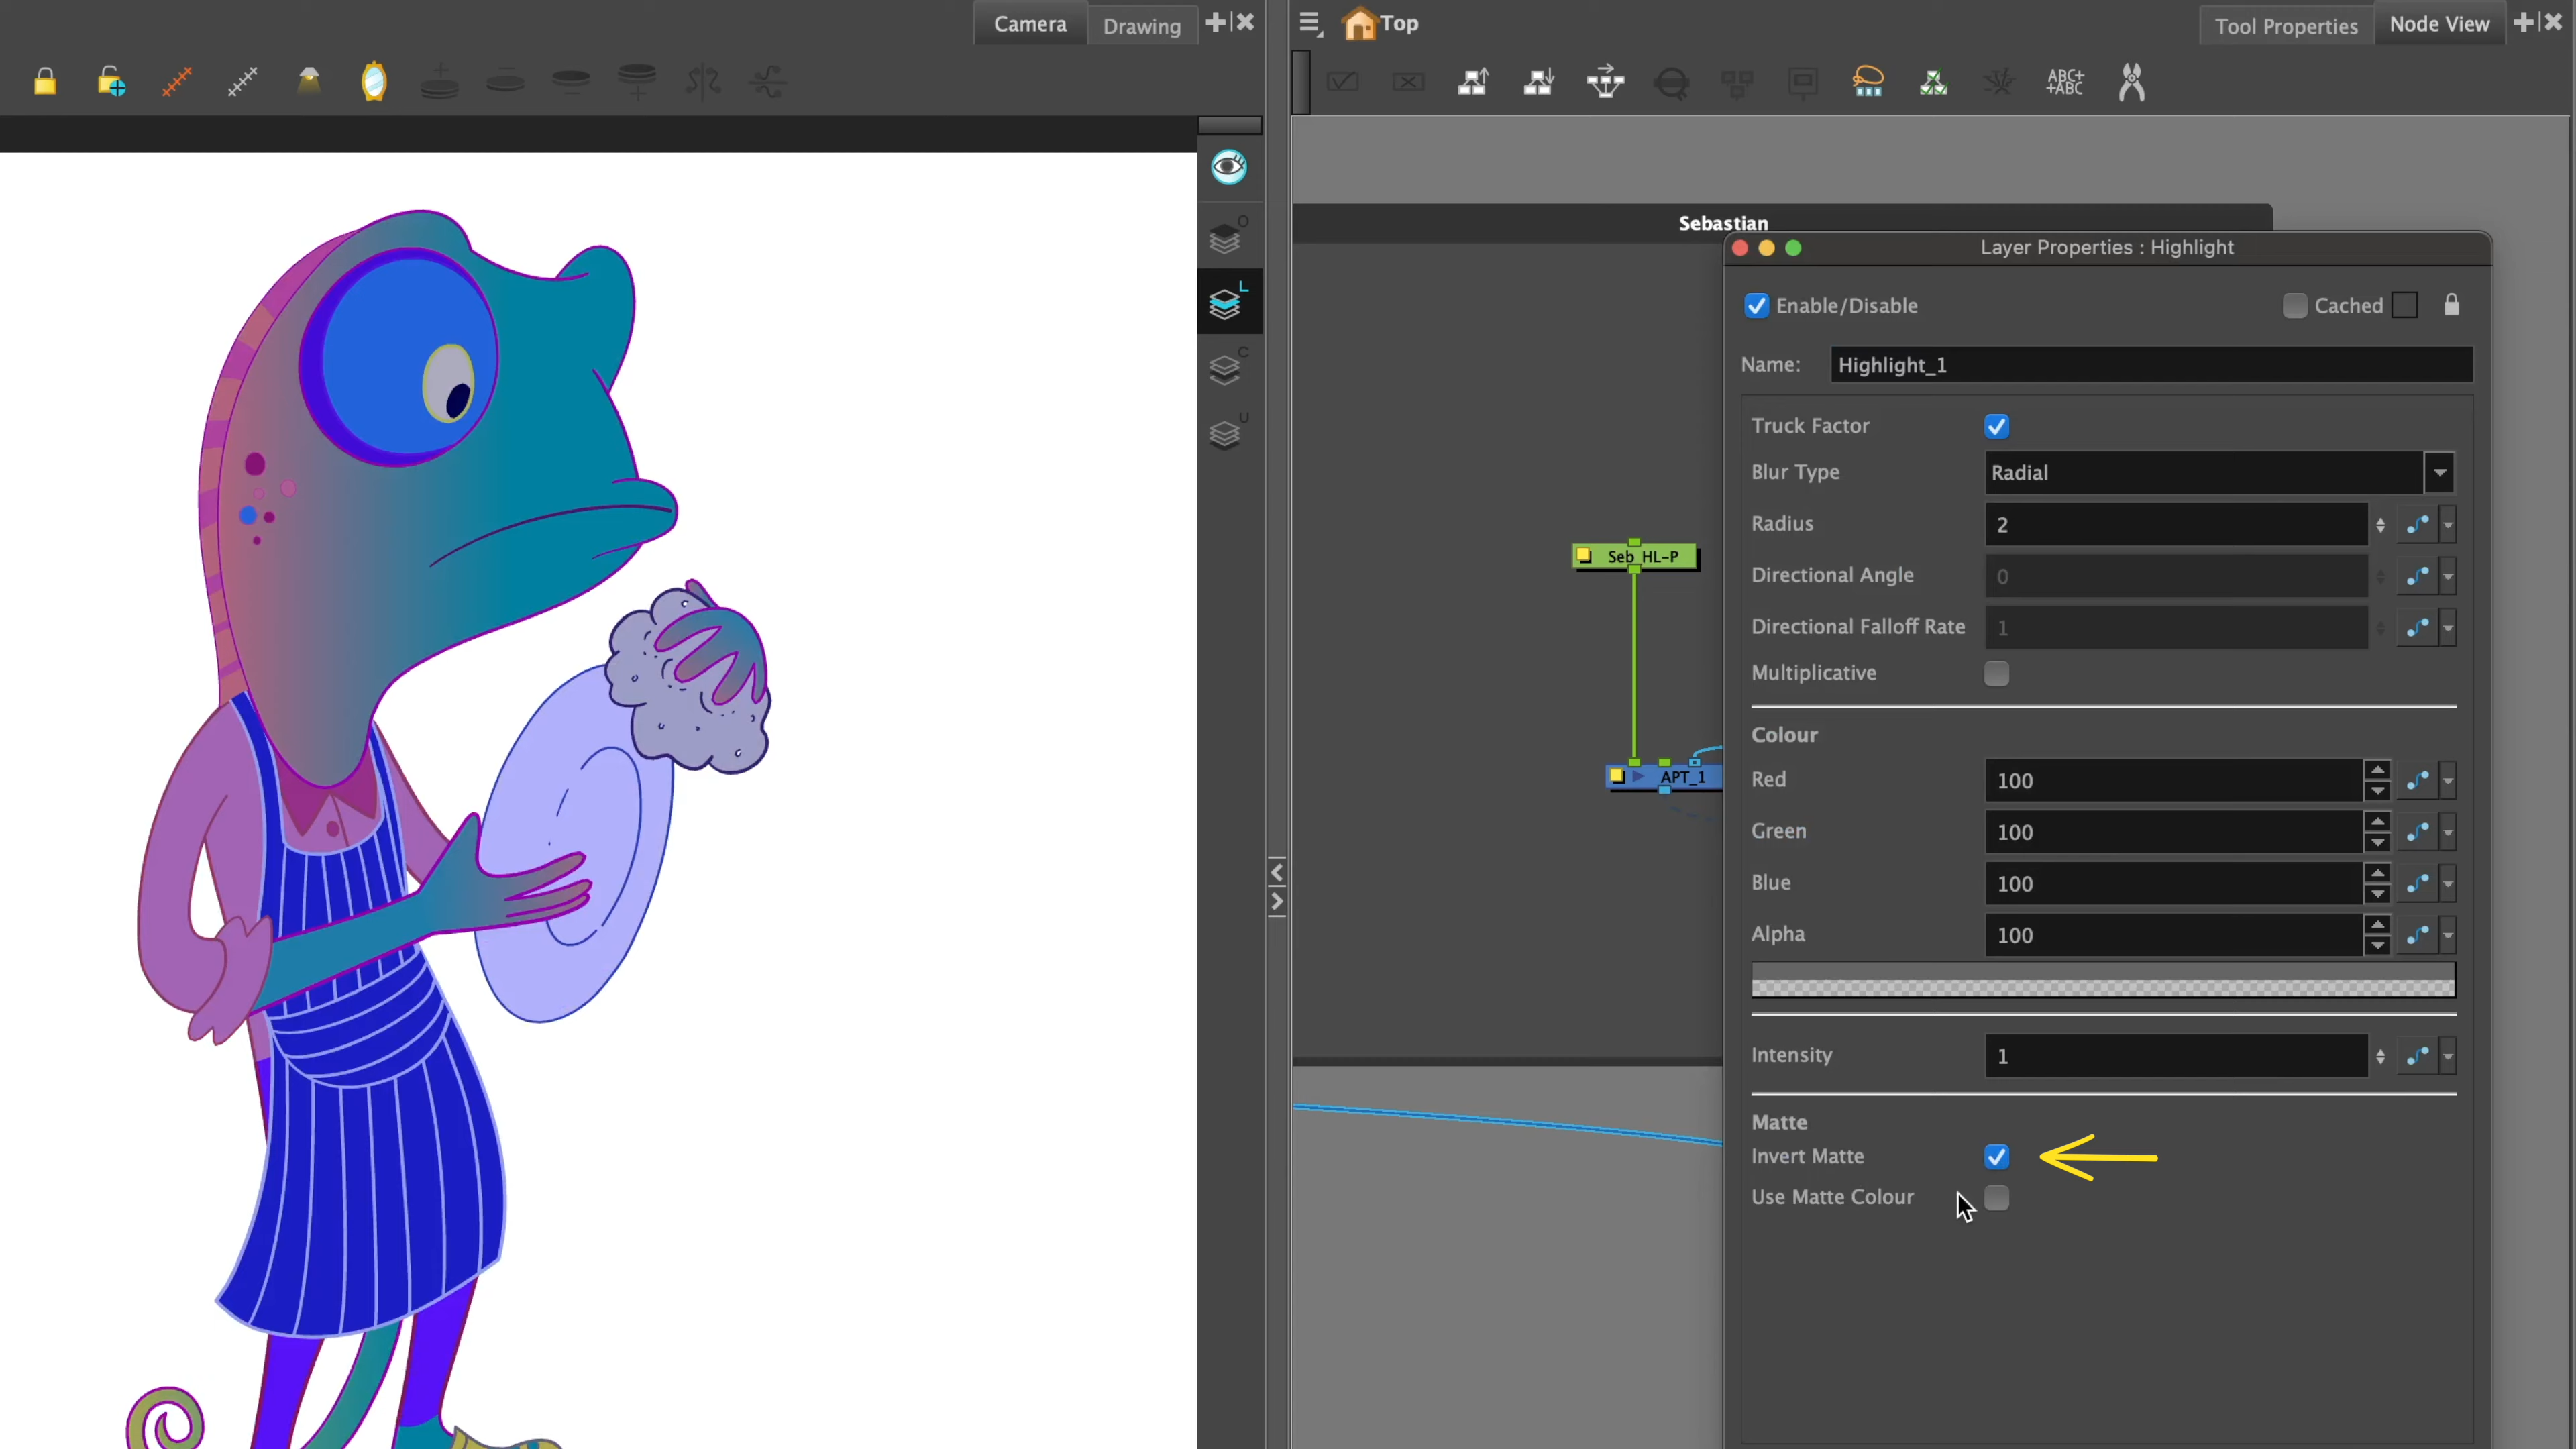 Camera
Drawing
Top
Tool Properties
Node View
ABC+
+ABC
O
L
C
U
Sebastian
Layer Properties : Highlight
Enable/Disable
Cached
Name:
Highlight_1
Truck Factor
Blur Type
Radial
Radius
2
Seb_HL-P
Directional Angle
0
Directional Falloff Rate
1
Multiplicative
Colour
APT_1
Red
100
Green
100
Blue
100
Alpha
100
Intensity
1
Matte
Invert Matte
Use Matte Colour